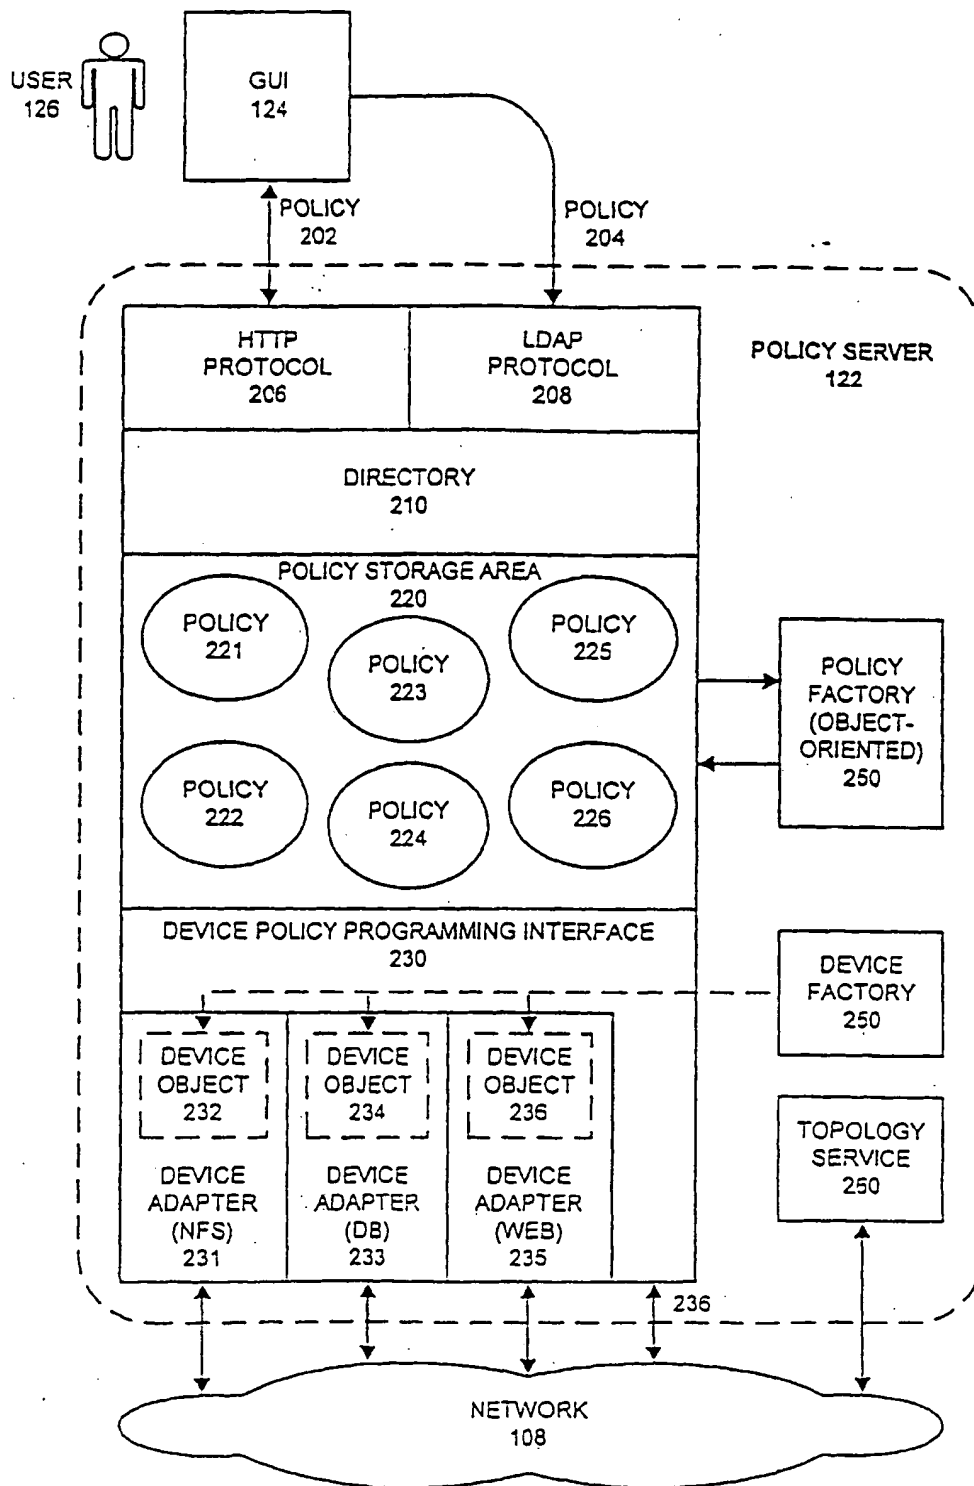 USER
126
GUI
124
POLICY
202
POLICY
204
HTTP
PROTOCOL
206
LDAP
PROTOCOL
208
POLICY SERVER
122
DIRECTORY
210
POLICY STORAGE AREA
220
POLICY
221
POLICY
223
POLICY
225
POLICY
222
POLICY
224
POLICY
226
POLICY
FACTORY
(OBJECT-
ORIENTED)
250
DEVICE POLICY PROGRAMMING INTERFACE
230
DEVICE
FACTORY
250
DEVICE
OBJECT
232
DEVICE
OBJECT
234
DEVICE
OBJECT
236
DEVICE
ADAPTER
(NFS)
231
DEVICE
ADAPTER
(DB)
233
DEVICE
ADAPTER
(WEB)
235
TOPOLOGY
SERVICE
260
236
NETWORK
108